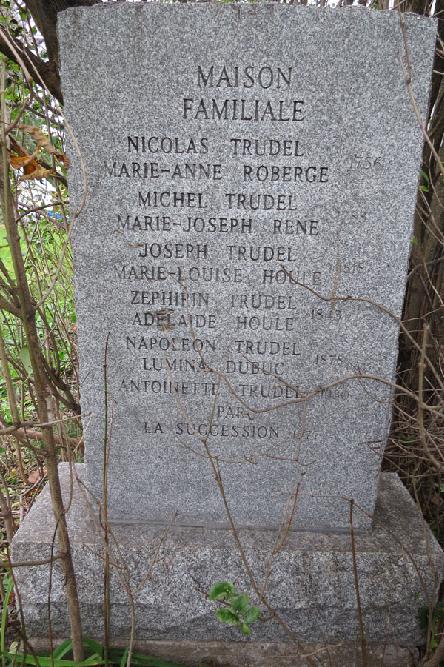 MAISON
FAMILIALE
NICOLAS TRUDEL
MARIE-ANNE ROBERGE
MICHEL TRUDEL
MARIE-JOSEPH RENE
JOSEPH TRUDEL
MARIE-LOUISE HOULE
ZEPHIRIN TRUDEL
ADELAIDE HOULE
NAPOLEON TRUDEL
LUMINA DUBUC 1875
ANTOINETTE TRUDEL
PAR
LA SUCCESSION